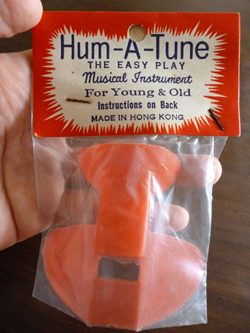 Hum-A-Tune
THE EASY PLAY
Musical Instrument
For Young & Old
Instructions on Back
MADE IN HONG KONG